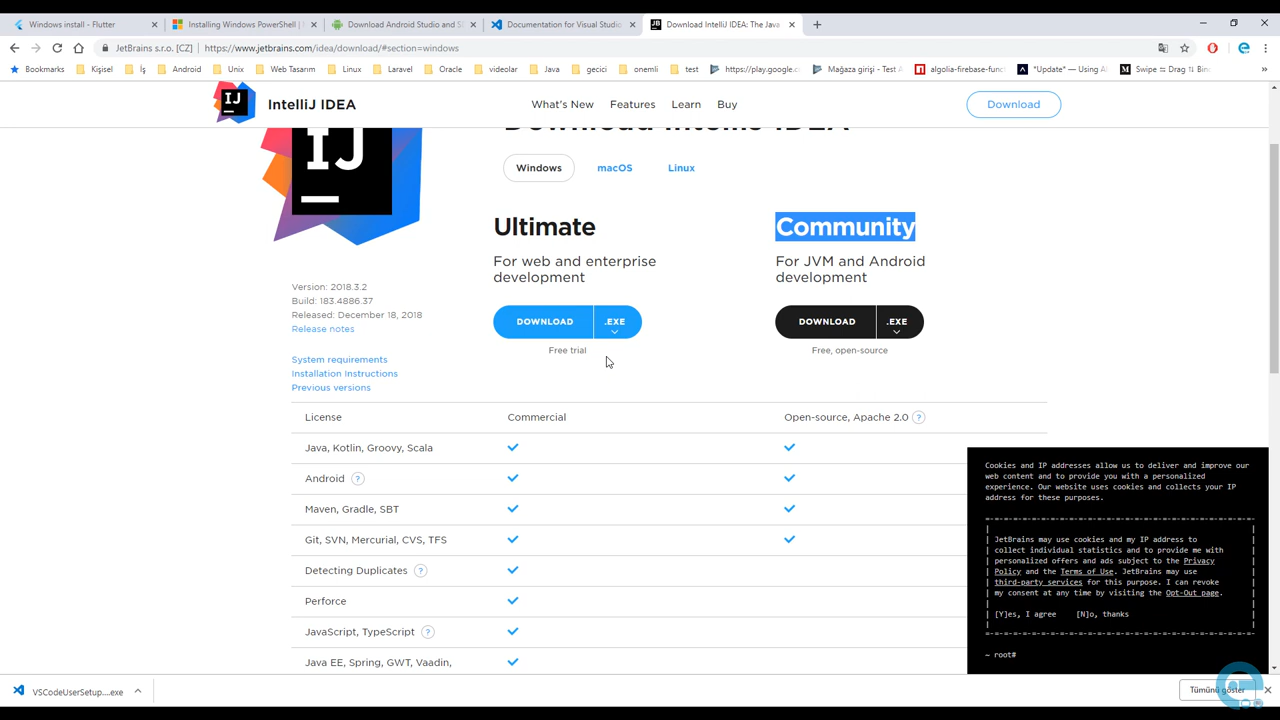 Windows install - Flutter
Installing Windows PowerShell |
Download Android Studio and S
Documentation for Visual Studio
Download IntelliJ IDEA: The Java
JetBrains s.r.o. [CZ] | https://www.jetbrains.com/idea/download/#section=windows
Bookmarks
Kişisel
İş
Android
Unix
Web Tasarım
Linux
Laravel
Oracle
videolar
Java
gecici
onemli
test
https://play.google.c
Mağaza girişi - Test A
algolia-firebase-func
*Update* — Using A
Swipe
Drag
IJ
IntelliJ IDEA
What's New
Features
Learn
Buy
Download
Download IntelliJ IDEA
IJ
Windows
macOS
Linux
Ultimate
For web and enterprise
development
DOWNLOAD
.EXE
Free trial
Community
For JVM and Android
development
DOWNLOAD
.EXE
Free, open-source
Version: 2018.3.2
Build: 183.4886.37
Released: December 18, 2018
Release notes
System requirements
Installation Instructions
Previous versions
License
Commercial
Open-source, Apache 2.0 ?
Java, Kotlin, Groovy, Scala
Android ?
Maven, Gradle, SBT
Git, SVN, Mercurial, CVS, TFS
Detecting Duplicates ?
Perforce
JavaScript, TypeScript ?
Java EE, Spring, GWT, Vaadin,
Cookies and IP addresses allow us to deliver and improve our
web content and to provide you with a personalized
experience. Our website uses cookies and collects your IP
address for these purposes.
JetBrains may use cookies and my IP address to
collect individual statistics and to provide me with
personalized offers and ads subject to the Privacy
Policy and the Terms of Use. JetBrains may use
third-party services for this purpose. I can revoke
my consent at any time by visiting the Opt-Out page.
[Y]es, I agree [N]o, thanks
~ root#
VSCodeUserSetup....exe
Tümünü göster